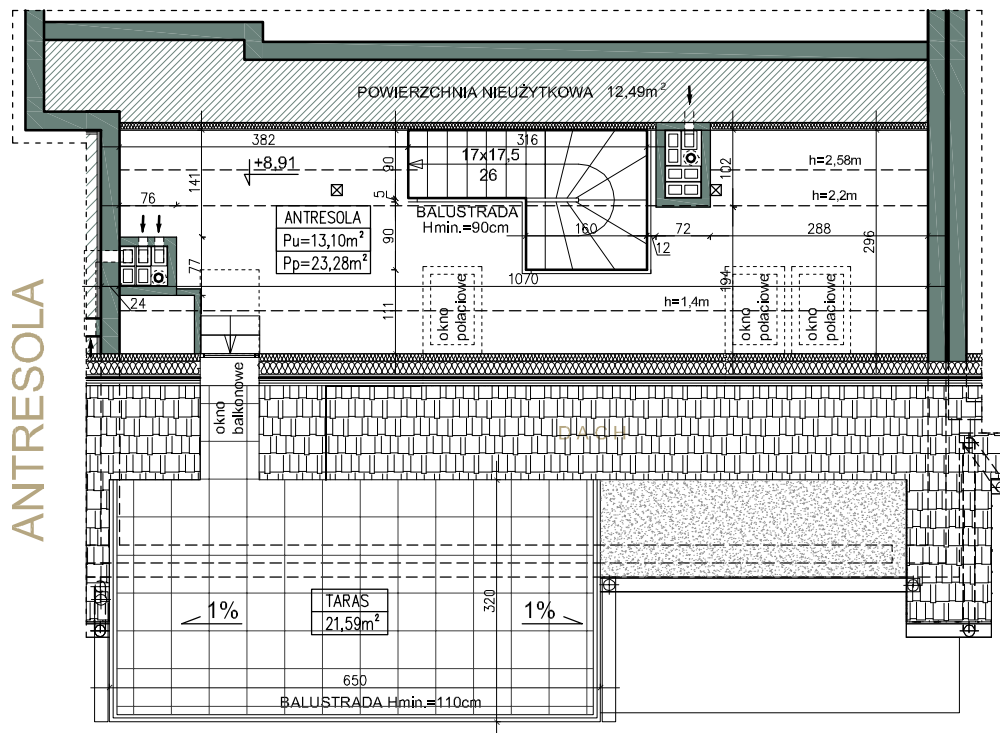 POWIERZCHNIA NIEUŻYTKOWA 12,49m²
382
316
+8,91
90
17x17,5
26
102
h=2,58m
141
76
5
h=2,2m
ANTRESOLA
Pu=13,10m²
Pp=23,28m²
BALUSTRADA
Hmin.=90cm
90
160
72
288
12
296
77
1070
194
24
111
okno
połaciowe
okno
połaciowe
okno
połaciowe
h=1,4m
ANTRESOLA
okno
balkonowe
DACH
1%
TARAS
21,59m²
320
1%
650
BALUSTRADA Hmin.=110cm